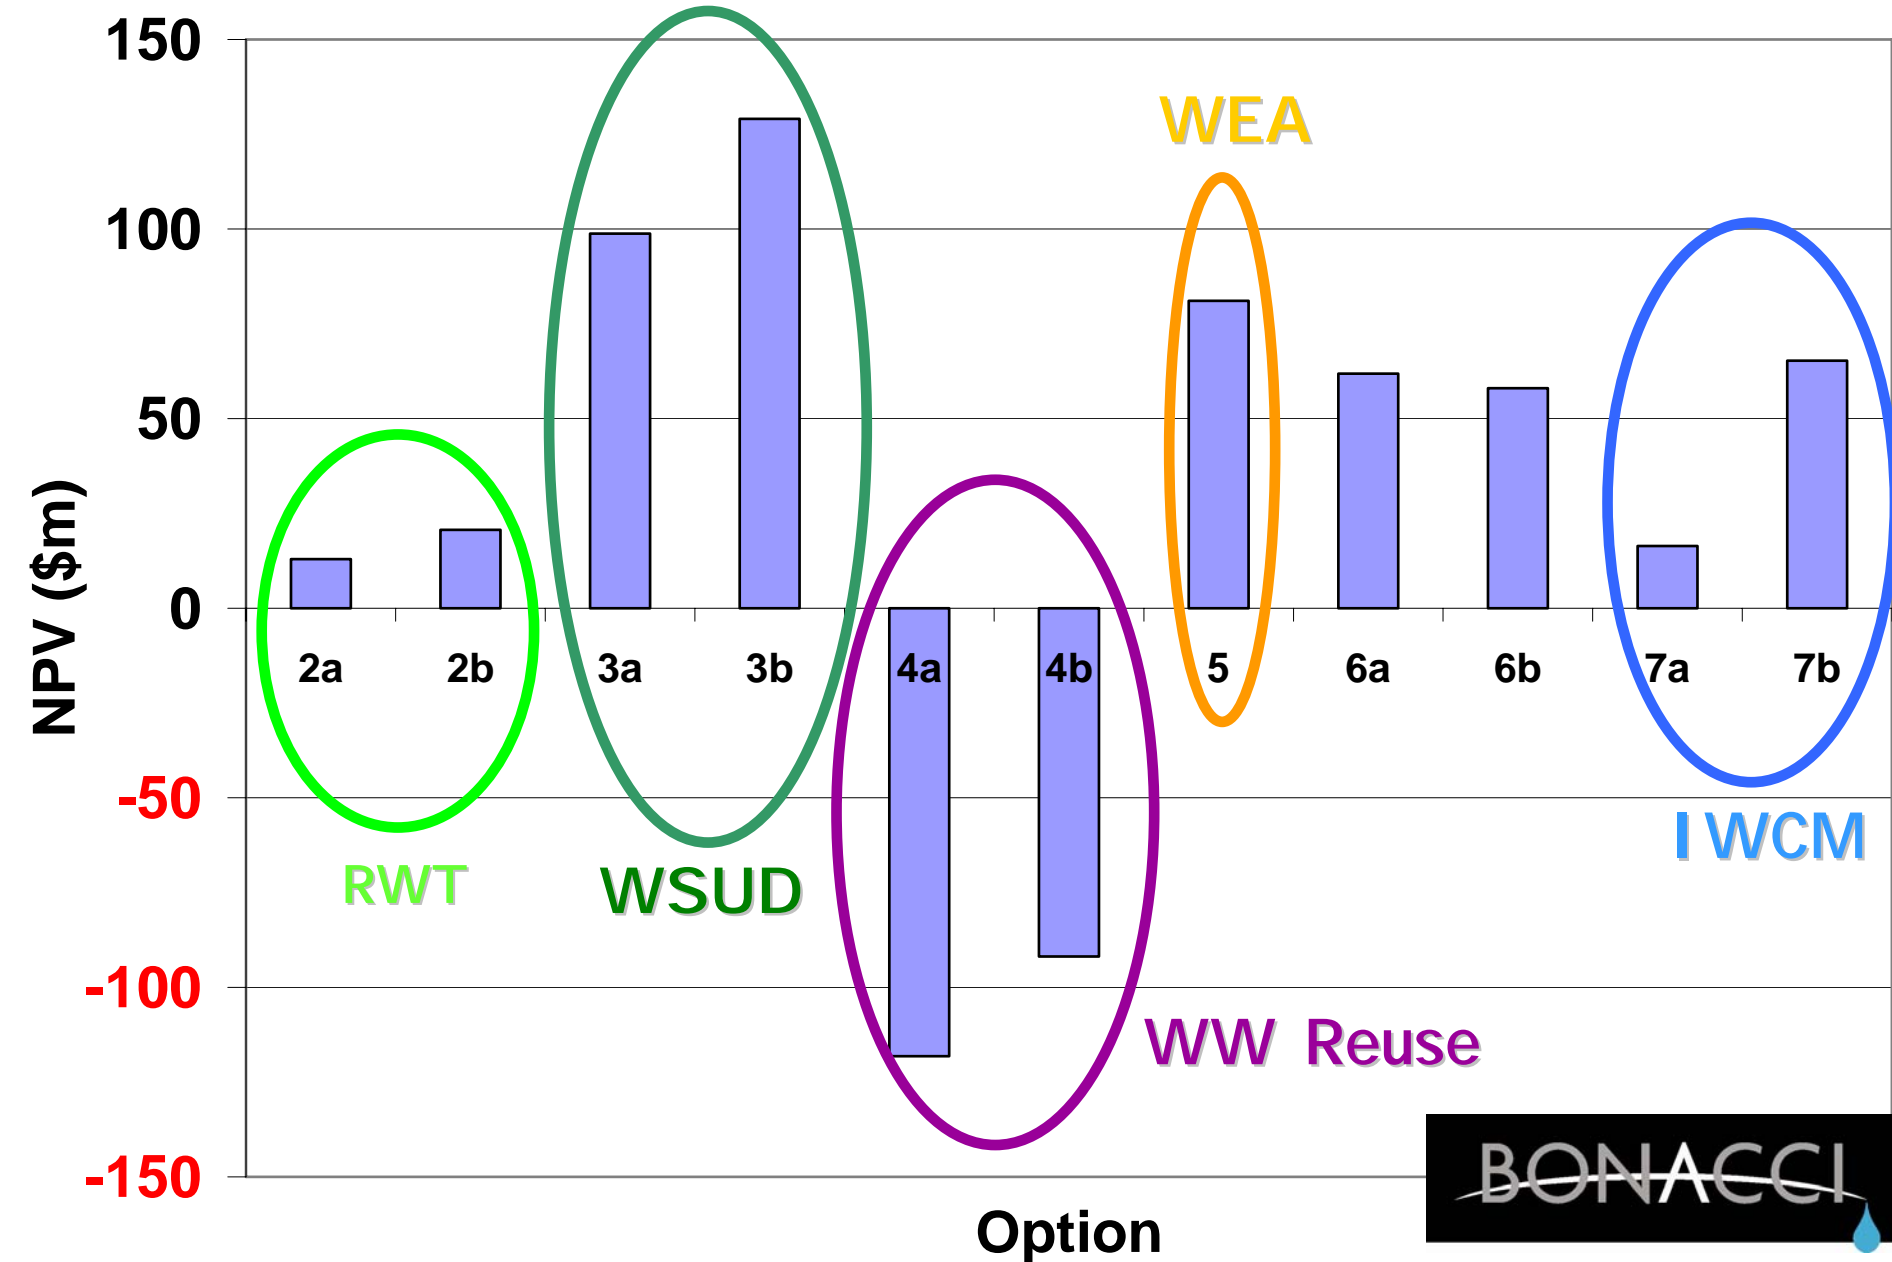 150
100
50
0
-50
-100
-150
NPV ($m)
WEA
2a 2b 3a 3b 4a 4b 5 6a 6b 7a 7b
RWT
WSUD
IWCM
WW Reuse
Option
BONACCI